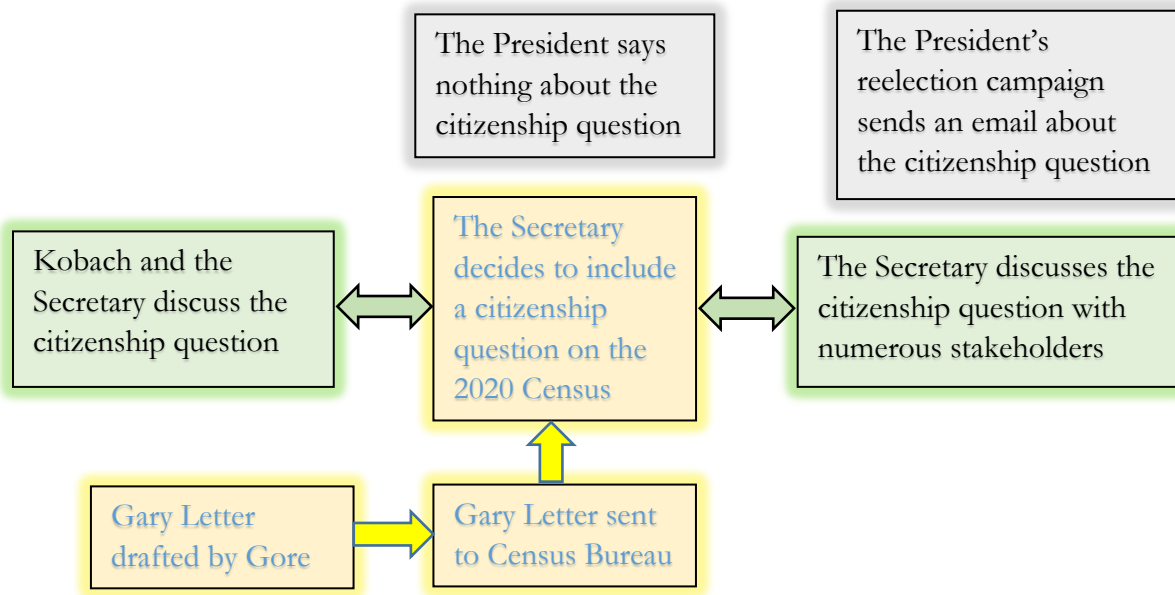 The President says
nothing about the
citizenship question
The President’s
reelection campaign
sends an email about
the citizenship question
Kobach and the
Secretary discuss the
citizenship question
The Secretary
decides to include
a citizenship
question on the
2020 Census
The Secretary discusses the
citizenship question with
numerous stakeholders
Gary Letter
drafted by Gore
Gary Letter sent
to Census Bureau